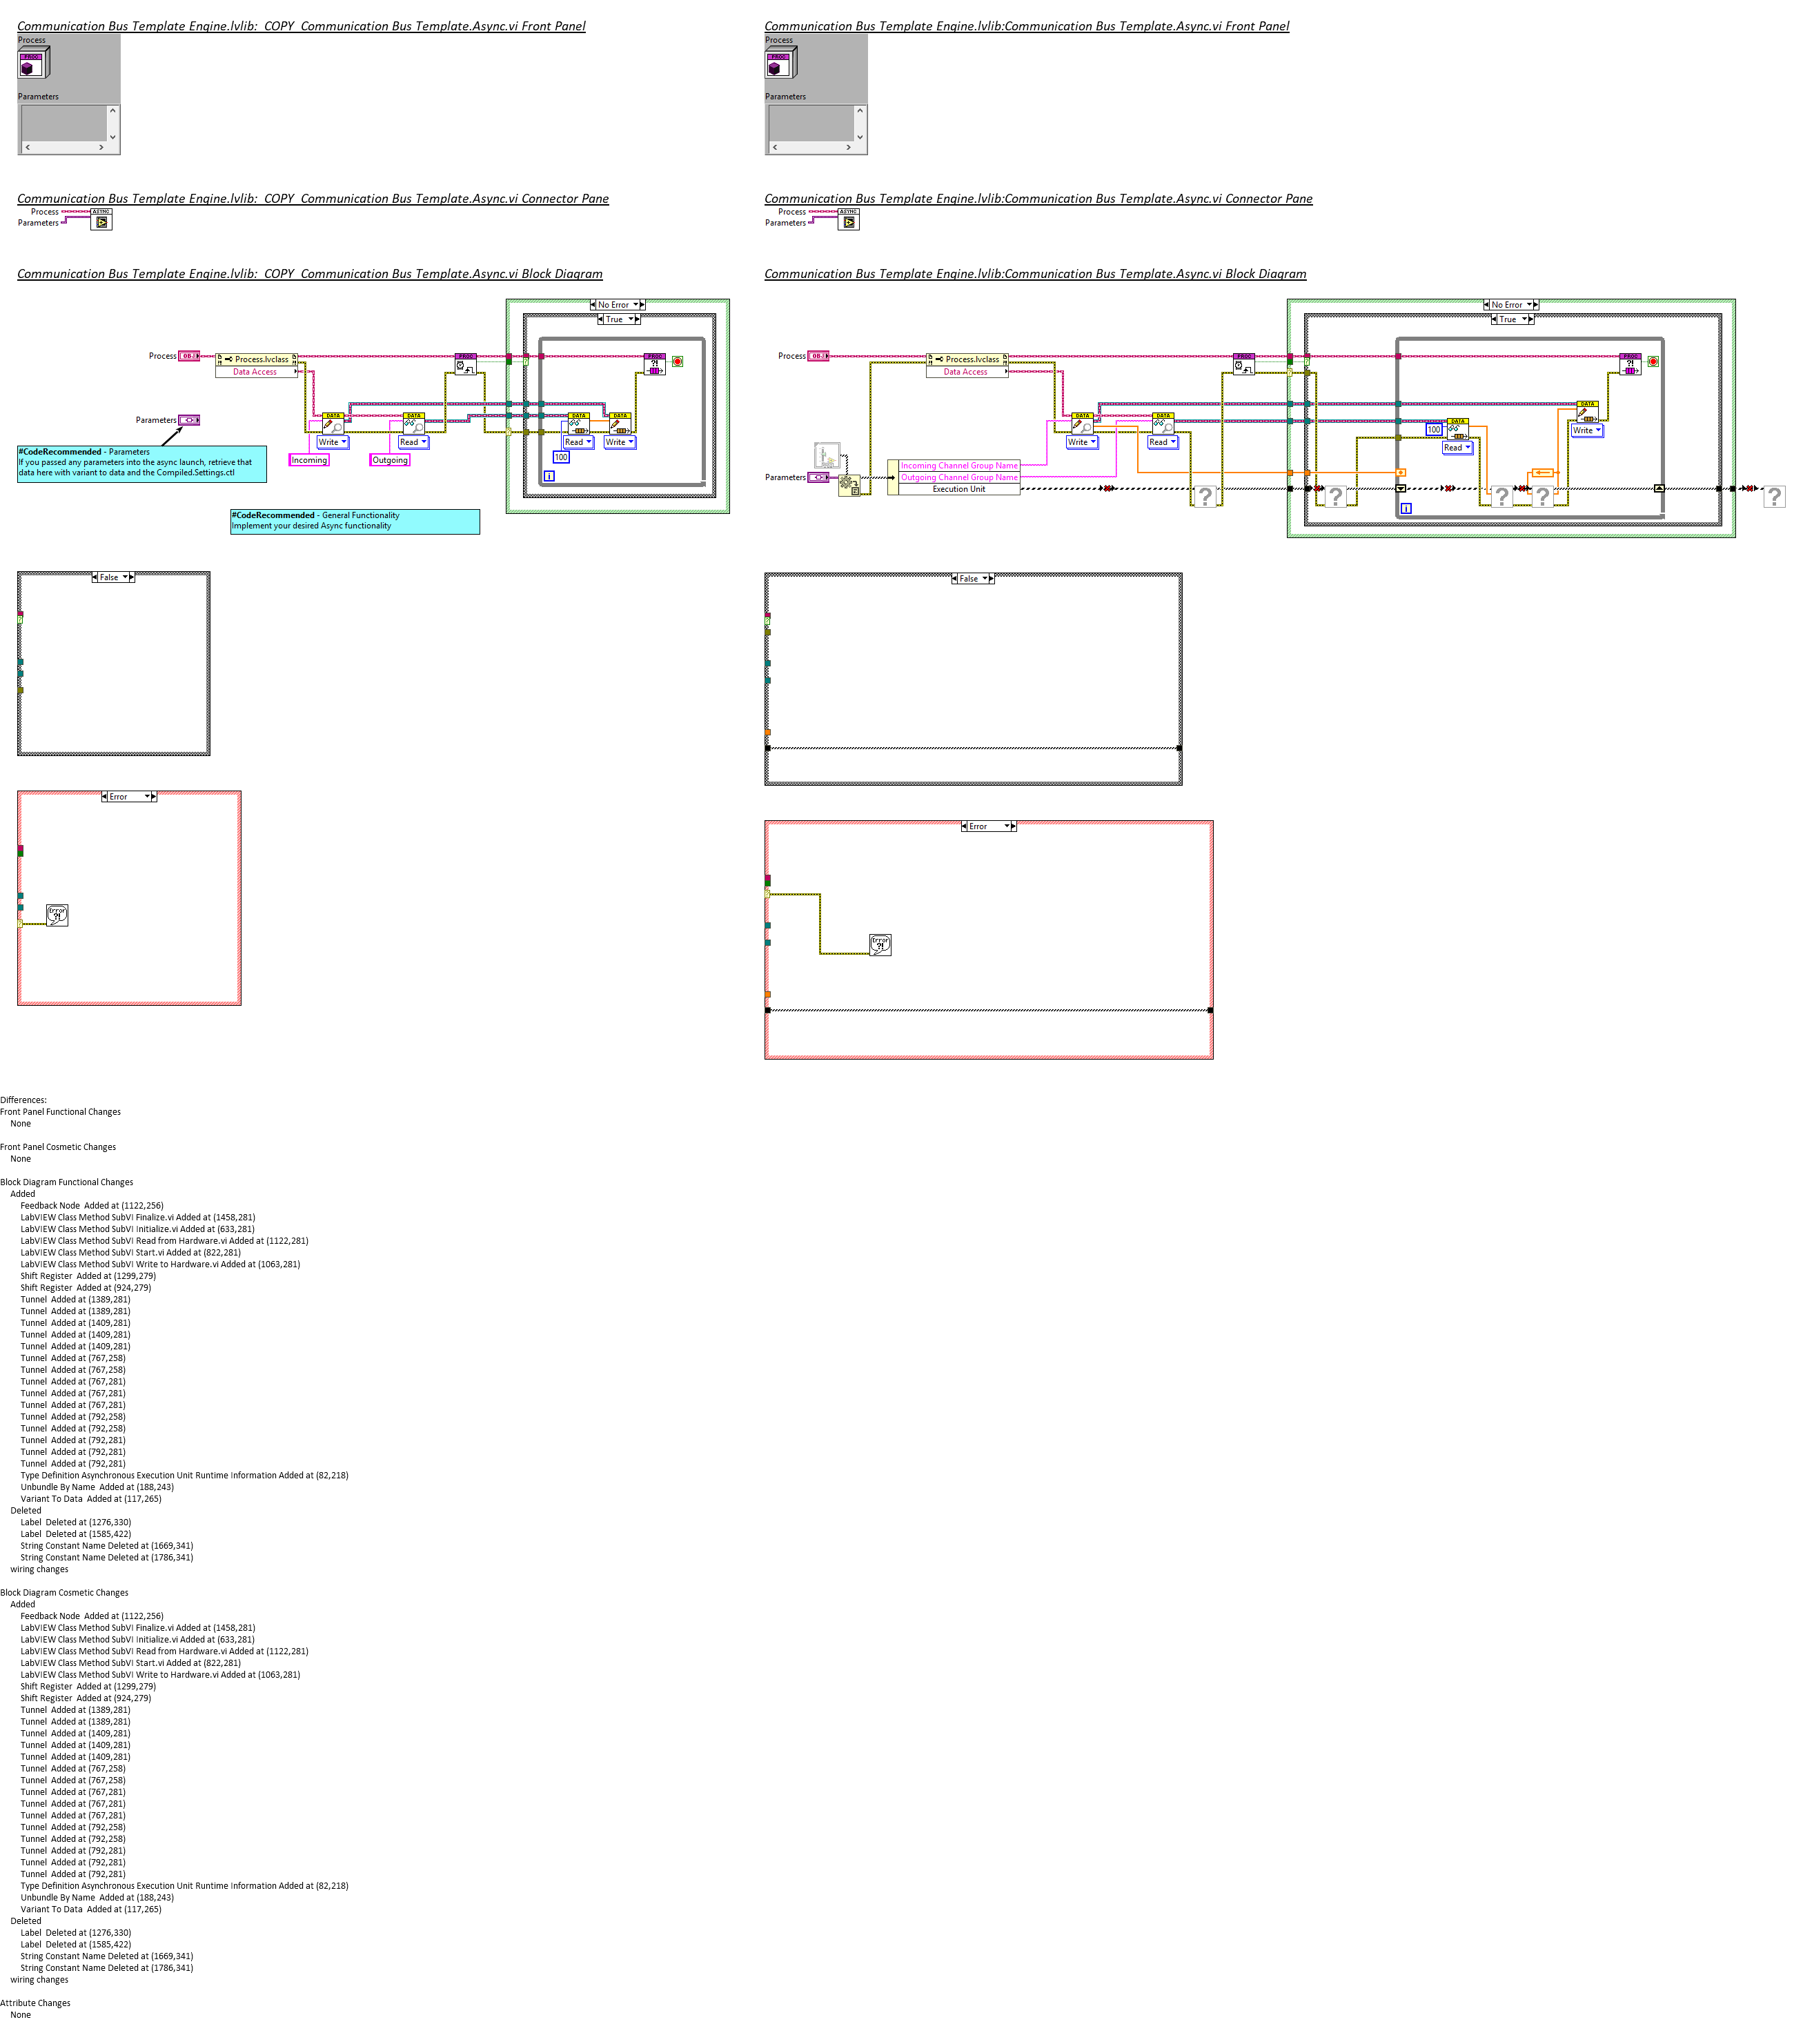 Communication Bus Template Engine.lvlib:  COPY  Communication Bus Template.Async.vi Front Panel
Process
PROC
Parameters
Communication Bus Template Engine.lvlib:  COPY  Communication Bus Template.Async.vi Connector Pane
Process
ASYNC
Parameters
Communication Bus Template Engine.lvlib:  COPY  Communication Bus Template.Async.vi Block Diagram
No Error
True
Process
OBJ
Process.lvclass
Data Access
PROC
PROC
?!
Parameters
DATA
DATA
DATA
DATA
Write
Read
Read
Write
#CodeRecommended - Parameters
If you passed any parameters into the async launch, retrieve that
data here with variant to data and the Compiled.Settings.ctl
Incoming
Outgoing
100
i
#CodeRecommended - General Functionality
Implement your desired Async functionality
False
Error
Error
?!
Communication Bus Template Engine.lvlib:Communication Bus Template.Async.vi Front Panel
Process
PROC
Parameters
Communication Bus Template Engine.lvlib:Communication Bus Template.Async.vi Connector Pane
Process
ASYNC
Parameters
Communication Bus Template Engine.lvlib:Communication Bus Template.Async.vi Block Diagram
No Error
True
Process
OBJ
Process.lvclass
Data Access
PROC
PROC
?!
DATA
DATA
DATA
DATA
Write
Read
100
Read
Write
Parameters
Incoming Channel Group Name
Outgoing Channel Group Name
Execution Unit
?
?
?
?
?
i
False
Error
Error
?!
Differences:
Front Panel Functional Changes
None
Front Panel Cosmetic Changes
None
Block Diagram Functional Changes
Added
Feedback Node  Added at (1122,256)
LabVIEW Class Method SubVI Finalize.vi Added at (1458,281)
LabVIEW Class Method SubVI Initialize.vi Added at (633,281)
LabVIEW Class Method SubVI Read from Hardware.vi Added at (1122,281)
LabVIEW Class Method SubVI Start.vi Added at (822,281)
LabVIEW Class Method SubVI Write to Hardware.vi Added at (1063,281)
Shift Register  Added at (1299,279)
Shift Register  Added at (924,279)
Tunnel  Added at (1389,281)
Tunnel  Added at (1389,281)
Tunnel  Added at (1409,281)
Tunnel  Added at (1409,281)
Tunnel  Added at (1409,281)
Tunnel  Added at (767,258)
Tunnel  Added at (767,258)
Tunnel  Added at (767,281)
Tunnel  Added at (767,281)
Tunnel  Added at (767,281)
Tunnel  Added at (792,258)
Tunnel  Added at (792,258)
Tunnel  Added at (792,281)
Tunnel  Added at (792,281)
Tunnel  Added at (792,281)
Type Definition Asynchronous Execution Unit Runtime Information Added at (82,218)
Unbundle By Name  Added at (188,243)
Variant To Data  Added at (117,265)
Deleted
Label  Deleted at (1276,330)
Label  Deleted at (1585,422)
String Constant Name Deleted at (1669,341)
String Constant Name Deleted at (1786,341)
wiring changes
Block Diagram Cosmetic Changes
Added
Feedback Node  Added at (1122,256)
LabVIEW Class Method SubVI Finalize.vi Added at (1458,281)
LabVIEW Class Method SubVI Initialize.vi Added at (633,281)
LabVIEW Class Method SubVI Read from Hardware.vi Added at (1122,281)
LabVIEW Class Method SubVI Start.vi Added at (822,281)
LabVIEW Class Method SubVI Write to Hardware.vi Added at (1063,281)
Shift Register  Added at (1299,279)
Shift Register  Added at (924,279)
Tunnel  Added at (1389,281)
Tunnel  Added at (1389,281)
Tunnel  Added at (1409,281)
Tunnel  Added at (1409,281)
Tunnel  Added at (1409,281)
Tunnel  Added at (767,258)
Tunnel  Added at (767,258)
Tunnel  Added at (767,281)
Tunnel  Added at (767,281)
Tunnel  Added at (767,281)
Tunnel  Added at (792,258)
Tunnel  Added at (792,258)
Tunnel  Added at (792,281)
Tunnel  Added at (792,281)
Tunnel  Added at (792,281)
Type Definition Asynchronous Execution Unit Runtime Information Added at (82,218)
Unbundle By Name  Added at (188,243)
Variant To Data  Added at (117,265)
Deleted
Label  Deleted at (1276,330)
Label  Deleted at (1585,422)
String Constant Name Deleted at (1669,341)
String Constant Name Deleted at (1786,341)
wiring changes
Attribute Changes
None